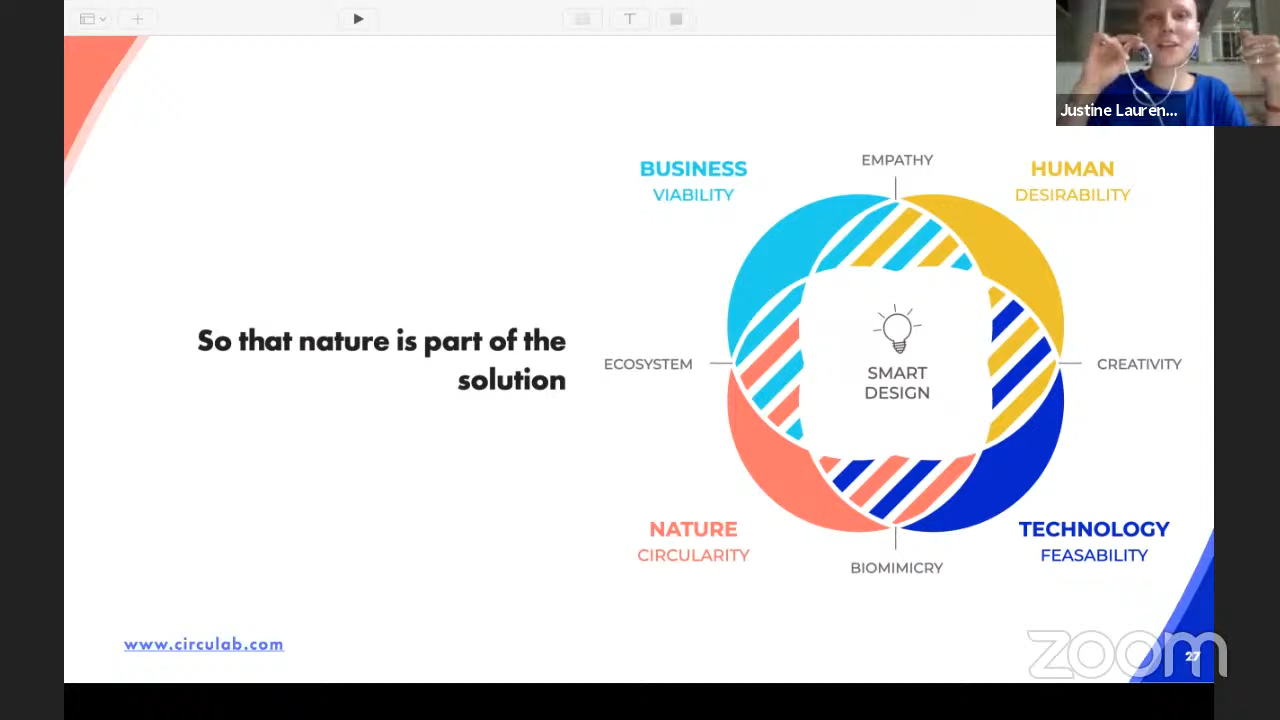 Justine Lauren...
EMPATHY
BUSINESS
VIABILITY
HUMAN
DESIRABILITY
So that nature is part of the
solution
ECOSYSTEM
SMART
DESIGN
CREATIVITY
NATURE
CIRCULARITY
TECHNOLOGY
FEASABILITY
BIOMIMICRY
www.circulab.com
zoom
27